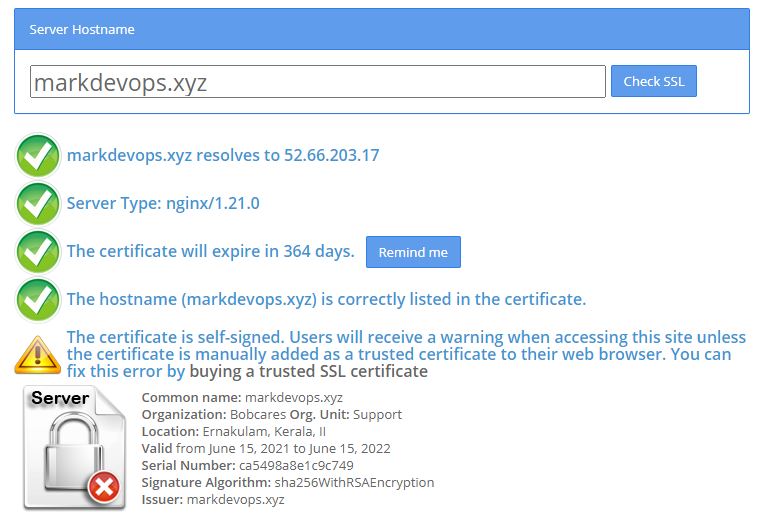 Server Hostname
markdevops.xyz
Check SSL
markdevops.xyz resolves to 52.66.203.17
Server Type: nginx/1.21.0
The certificate will expire in 364 days. Remind me
The hostname (markdevops.xyz) is correctly listed in the certificate.
The certificate is self-signed. Users will receive a warning when accessing this site unless
the certificate is manually added as a trusted certificate to their web browser. You can
fix this error by buying a trusted SSL certificate
Server
Common name: markdevops.xyz
Organization: Bobcares Org. Unit: Support
Location: Ernakulam, Kerala, II
Valid from June 15, 2021 to June 15, 2022
Serial Number: ca5498a8e1c9c749
Signature Algorithm: sha256WithRSAEncryption
Issuer: markdevops.xyz